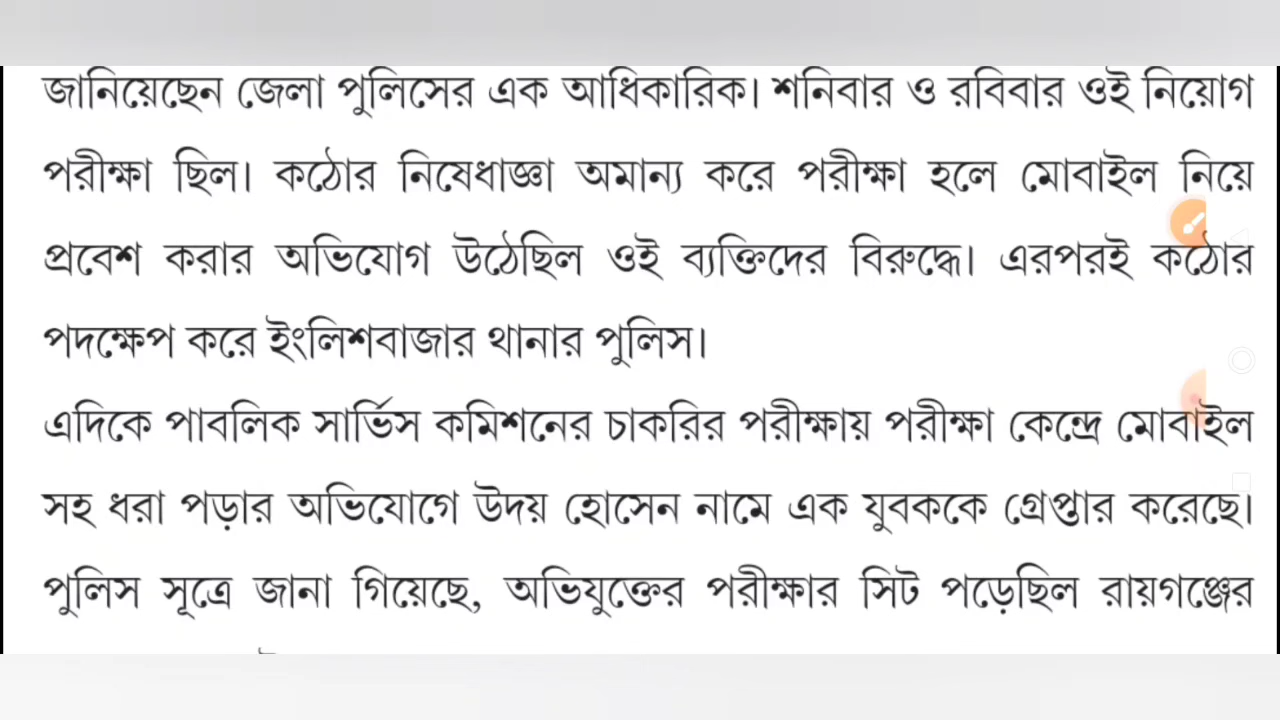 জানিয়েছেন জেলা পুলিসের এক আধিকারিক। শনিবার ও রবিবার ওই নিয়োগ
পরীক্ষা ছিল। কঠোর নিষেধাজ্ঞা অমান্য করে পরীক্ষা হলে মোবাইল নিয়ে
প্রবেশ করার অভিযোগ উঠেছিল ওই ব্যক্তিদের বিরুদ্ধে। এরপরই কঠোর
পদক্ষেপ করে ইংলিশবাজার থানার পুলিস।
এদিকে পাবলিক সার্ভিস কমিশনের চাকরির পরীক্ষায় পরীক্ষা কেন্দ্রে মোবাইল
সহ ধরা পড়ার অভিযোগে উদয় হোসেন নামে এক যুবককে গ্রেপ্তার করেছে।
পুলিস সূত্রে জানা গিয়েছে, অভিযুক্তের পরীক্ষার সিট পড়েছিল রায়গঞ্জের